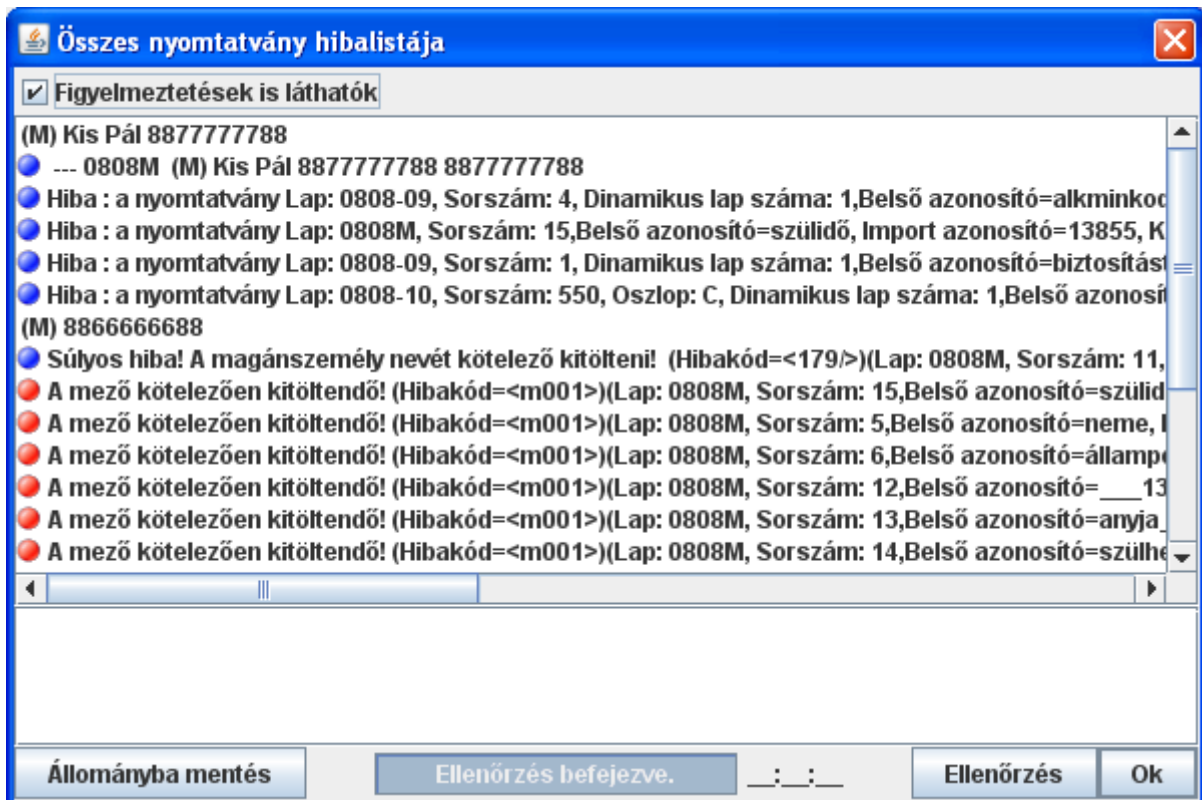 Összes nyomtatvány hibalistája
Figyelmeztetések is láthatók
(M) Kis Pál 8877777788
--- 0808M (M) Kis Pál 8877777788 8877777788
Hiba : a nyomtatvány Lap: 0808-09, Sorszám: 4, Dinamikus lap száma: 1,Belső azonosító=alkminkod
Hiba : a nyomtatvány Lap: 0808M, Sorszám: 15,Belső azonosító=szülidő, Import azonosító=13855, K
Hiba : a nyomtatvány Lap: 0808-09, Sorszám: 1, Dinamikus lap száma: 1,Belső azonosító=biztosítást
Hiba : a nyomtatvány Lap: 0808-10, Sorszám: 550, Oszlop: C, Dinamikus lap száma: 1,Belső azonosít
(M) 8866666688
Súlyos hiba! A magánszemély nevét kötelező kitölteni! (Hibakód=<179/>)(Lap: 0808M, Sorszám: 11,
A mező kötelezően kitöltendő! (Hibakód=<m001>)(Lap: 0808M, Sorszám: 15,Belső azonosító=szülid
A mező kötelezően kitöltendő! (Hibakód=<m001>)(Lap: 0808M, Sorszám: 5,Belső azonosító=neme,
A mező kötelezően kitöltendő! (Hibakód=<m001>)(Lap: 0808M, Sorszám: 6,Belső azonosító=állampo
A mező kötelezően kitöltendő! (Hibakód=<m001>)(Lap: 0808M, Sorszám: 12,Belső azonosító=___13
A mező kötelezően kitöltendő! (Hibakód=<m001>)(Lap: 0808M, Sorszám: 13,Belső azonosító=anyja_
A mező kötelezően kitöltendő! (Hibakód=<m001>)(Lap: 0808M, Sorszám: 14,Belső azonosító=szülhe
Állományba mentés
Ellenőrzés befejezve.
__:__:__
Ellenőrzés
Ok